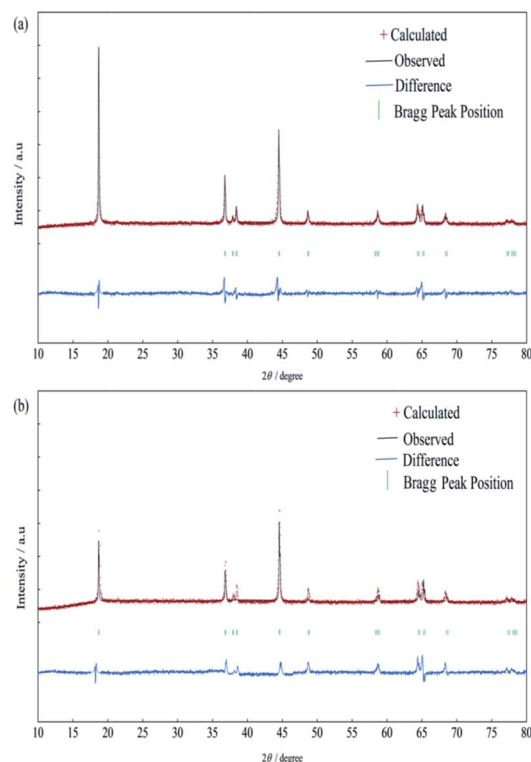 (a)
+ Calculated
Observed
Difference
Bragg Peak Position
Intensity / a.u
10 15 20 25 30 35 40 45 50 55 60 65 70 75 80
2θ / degree
(b)
+ Calculated
Observed
Difference
Bragg Peak Position
Intensity / a.u
10 15 20 25 30 35 40 45 50 55 60 65 70 75 80
2θ / degree